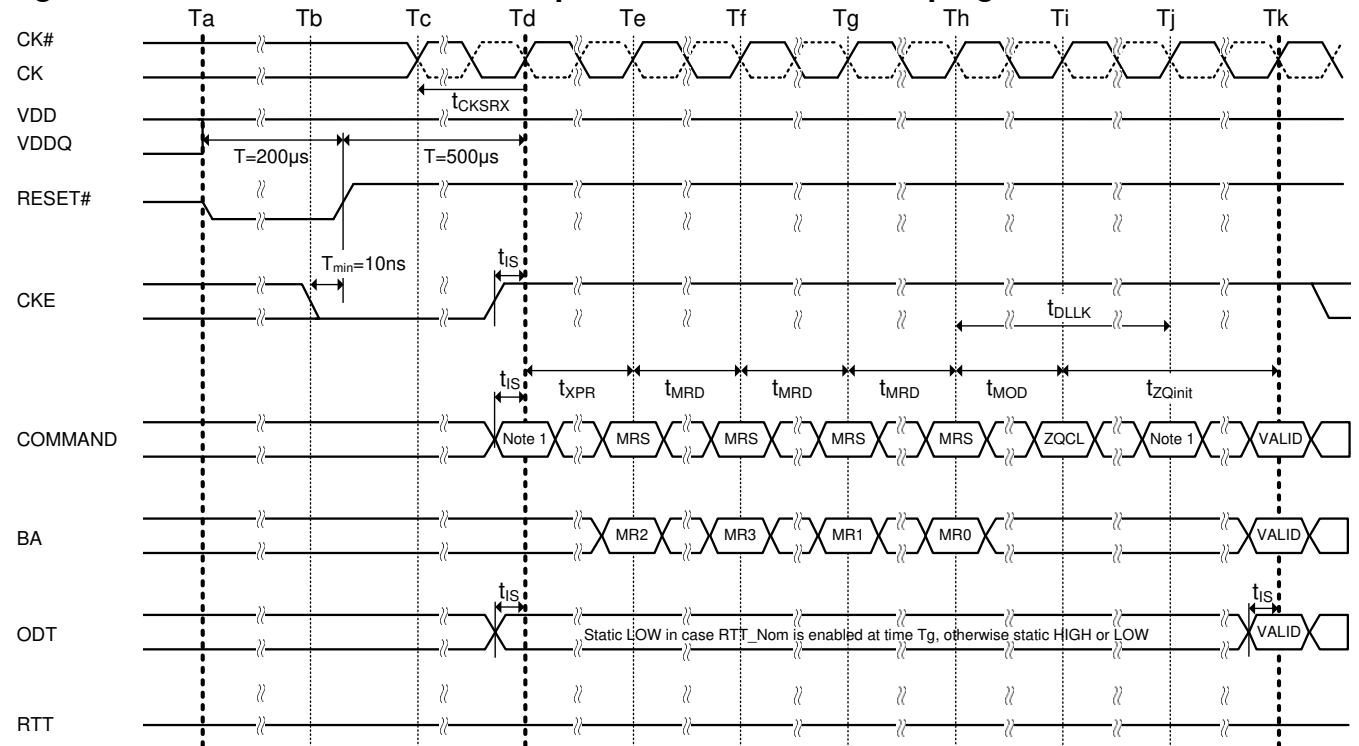 Ta Tb Tc Td Te Tf Tg Th Ti Tj Tk
CK#
CK
tCKSRX
VDD
VDDQ
T=200µs T=500µs
RESET#
Tmin=10ns tIS
CKE
tDLLK
tIS tXPR tMRD tMRD tMRD tMOD tZQinit
COMMAND Note 1 MRS MRS MRS MRS ZQCL Note 1 VALID
BA MR2 MR3 MR1 MR0 VALID
tIS tIS
ODT Static LOW in case RTT_Nom is enabled at time Tg, otherwise static HIGH or LOW VALID
RTT